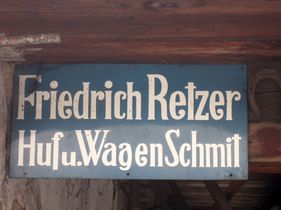 Friedrich Retzer
Huf u. Wagen Schmit